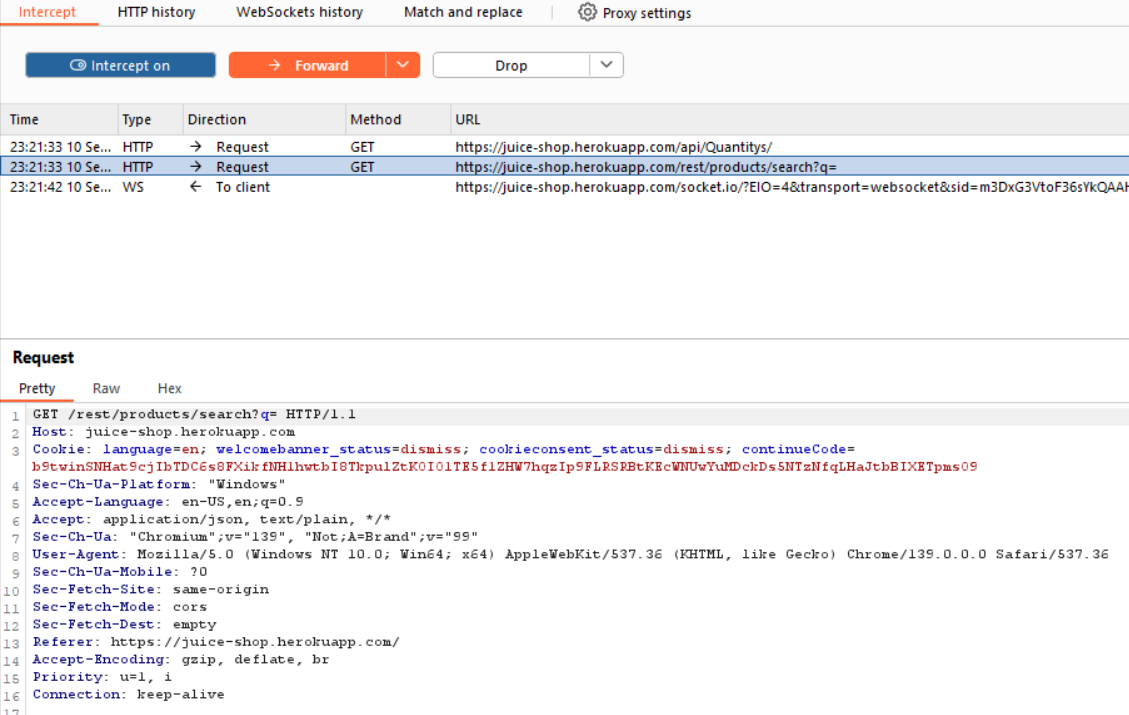 Intercept HTTP history WebSockets history Match and replace Proxy settings
Intercept on Forward Drop
Time Type Direction Method URL
23:21:33 10 Se... HTTP → Request GET https://juice-shop.herokuapp.com/api/Quantitys/
23:21:33 10 Se... HTTP → Request GET https://juice-shop.herokuapp.com/rest/products/search?q=
23:21:42 10 Se... WS ← To client https://juice-shop.herokuapp.com/socket.io/?EIO=4&transport=websocket&sid=m3DxG3VtoF36sYkQAAH
Request
Pretty Raw Hex
1 GET /rest/products/search?q= HTTP/1.1
2 Host: juice-shop.herokuapp.com
3 Cookie: language=en; welcomebanner_status=dismiss; cookieconsent_status=dismiss; continueCode=
4 Sec-Ch-Ua-Platform: "Windows"
5 Accept-Language: en-US,en;q=0.9
6 Accept: application/json, text/plain, */*
7 Sec-Ch-Ua: "Chromium";v="139", "Not;A=Brand";v="99"
8 User-Agent: Mozilla/5.0 (Windows NT 10.0; Win64; x64) AppleWebKit/537.36 (KHTML, like Gecko) Chrome/139.0.0.0 Safari/537.36
9 Sec-Ch-Ua-Mobile: ?0
10 Sec-Fetch-Site: same-origin
11 Sec-Fetch-Mode: cors
12 Sec-Fetch-Dest: empty
13 Referer: https://juice-shop.herokuapp.com/
14 Accept-Encoding: gzip, deflate, br
15 Priority: u=1, i
16 Connection: keep-alive
17